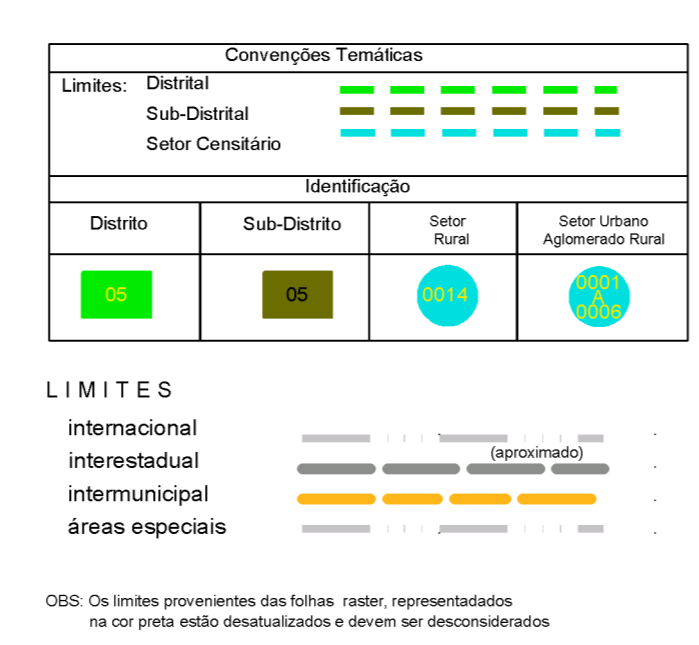 Convenções Temáticas
Limites: Distrital
Sub-Distrital
Setor Censitário
Identificação
Distrito
Sub-Distrito
Setor
Rural
Setor Urbano
Aglomerado Rural
05
05
0014
0001
A
0006
L I M I T E S
internacional
(aproximado)
interestadual
intermunicipal
áreas especiais
OBS: Os limites provenientes das folhas raster, representadados
na cor preta estão desatualizados e devem ser desconsiderados